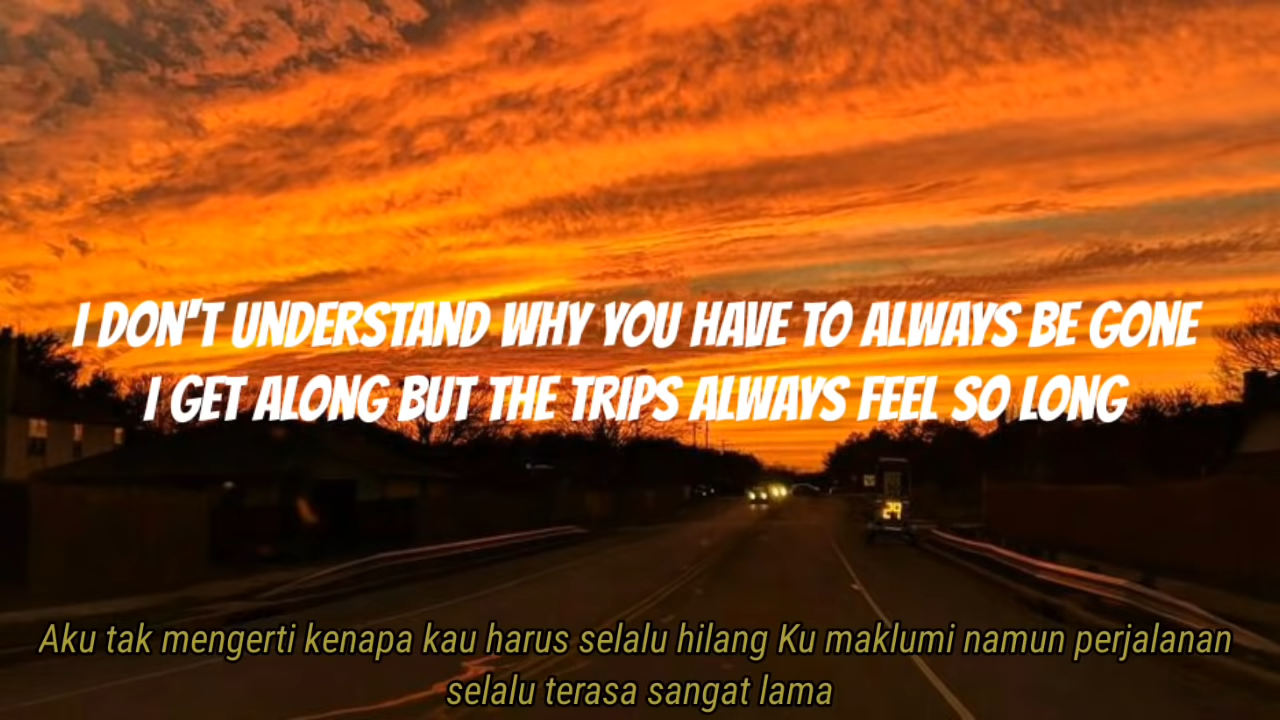 I DON'T UNDERSTAND WHY YOU HAVE TO ALWAYS BE GONE
I GET ALONG BUT THE TRIPS ALWAYS FEEL SO LONG
29
Aku tak mengerti kenapa kau harus selalu hilang Ku maklumi namun perjalanan
selalu terasa sangat lama